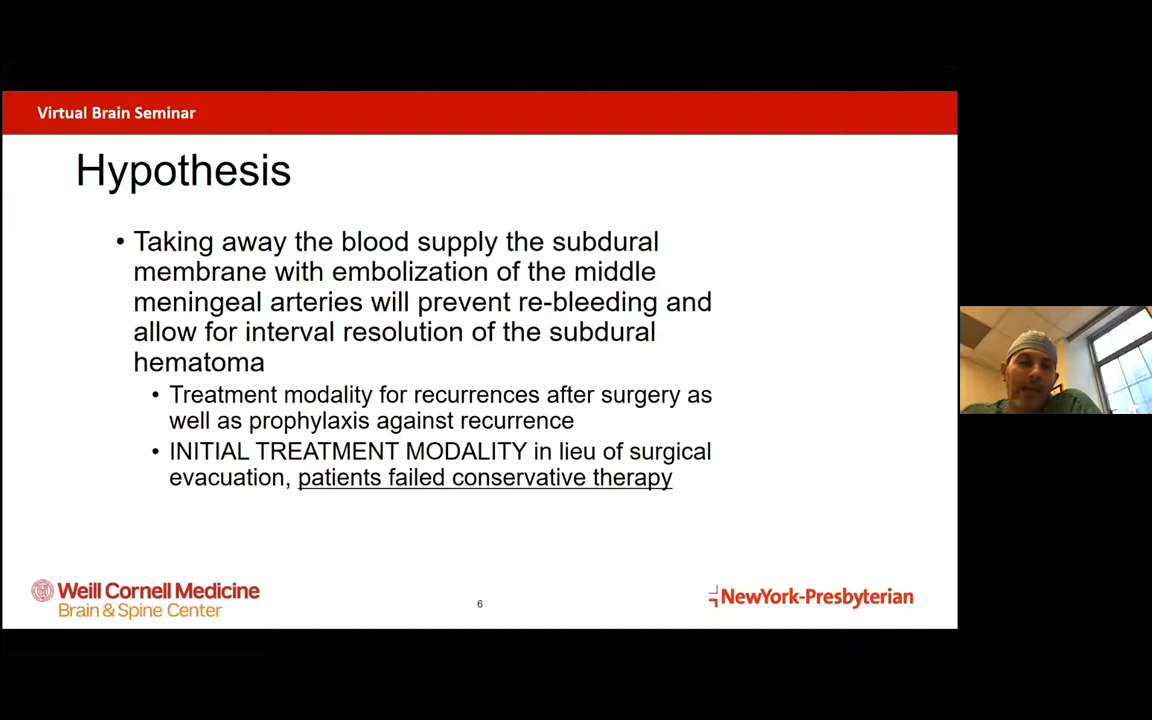 Virtual Brain Seminar
Hypothesis
• Taking away the blood supply the subdural
membrane with embolization of the middle
meningeal arteries will prevent re-bleeding and
allow for interval resolution of the subdural
hematoma
• Treatment modality for recurrences after surgery as
well as prophylaxis against recurrence
• INITIAL TREATMENT MODALITY in lieu of surgical
evacuation, patients failed conservative therapy
Weill Cornell Medicine
Brain & Spine Center
6
NewYork-Presbyterian